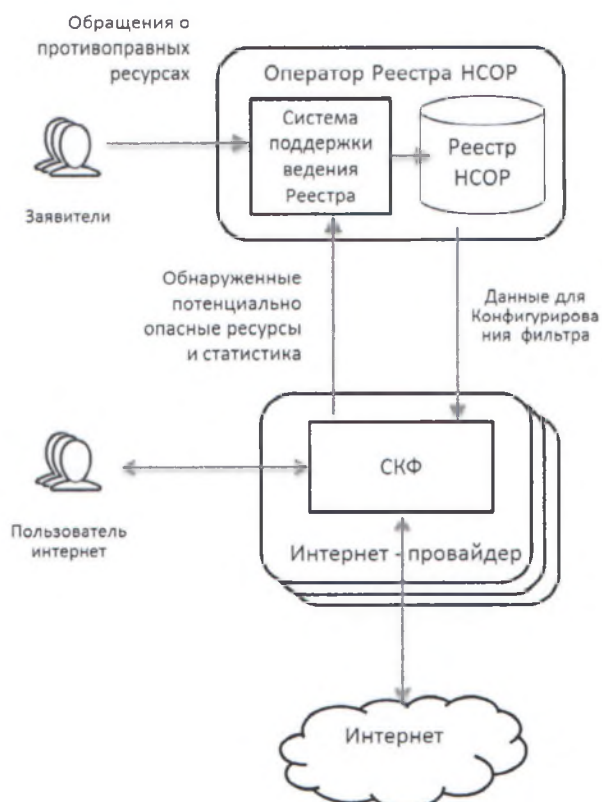 Обращения о
противоправных
ресурсах
Оператор Реестра НСОР
Система
поддержки
ведения
Реестра
Реестр
НСОР
Заявители
Обнаруженные
потенциально
опасные ресурсы
и статистика
Данные для
Конфигурирова
ния фильтра
СКФ
Пользователь
интернет
Интернет - провайдер
Интернет